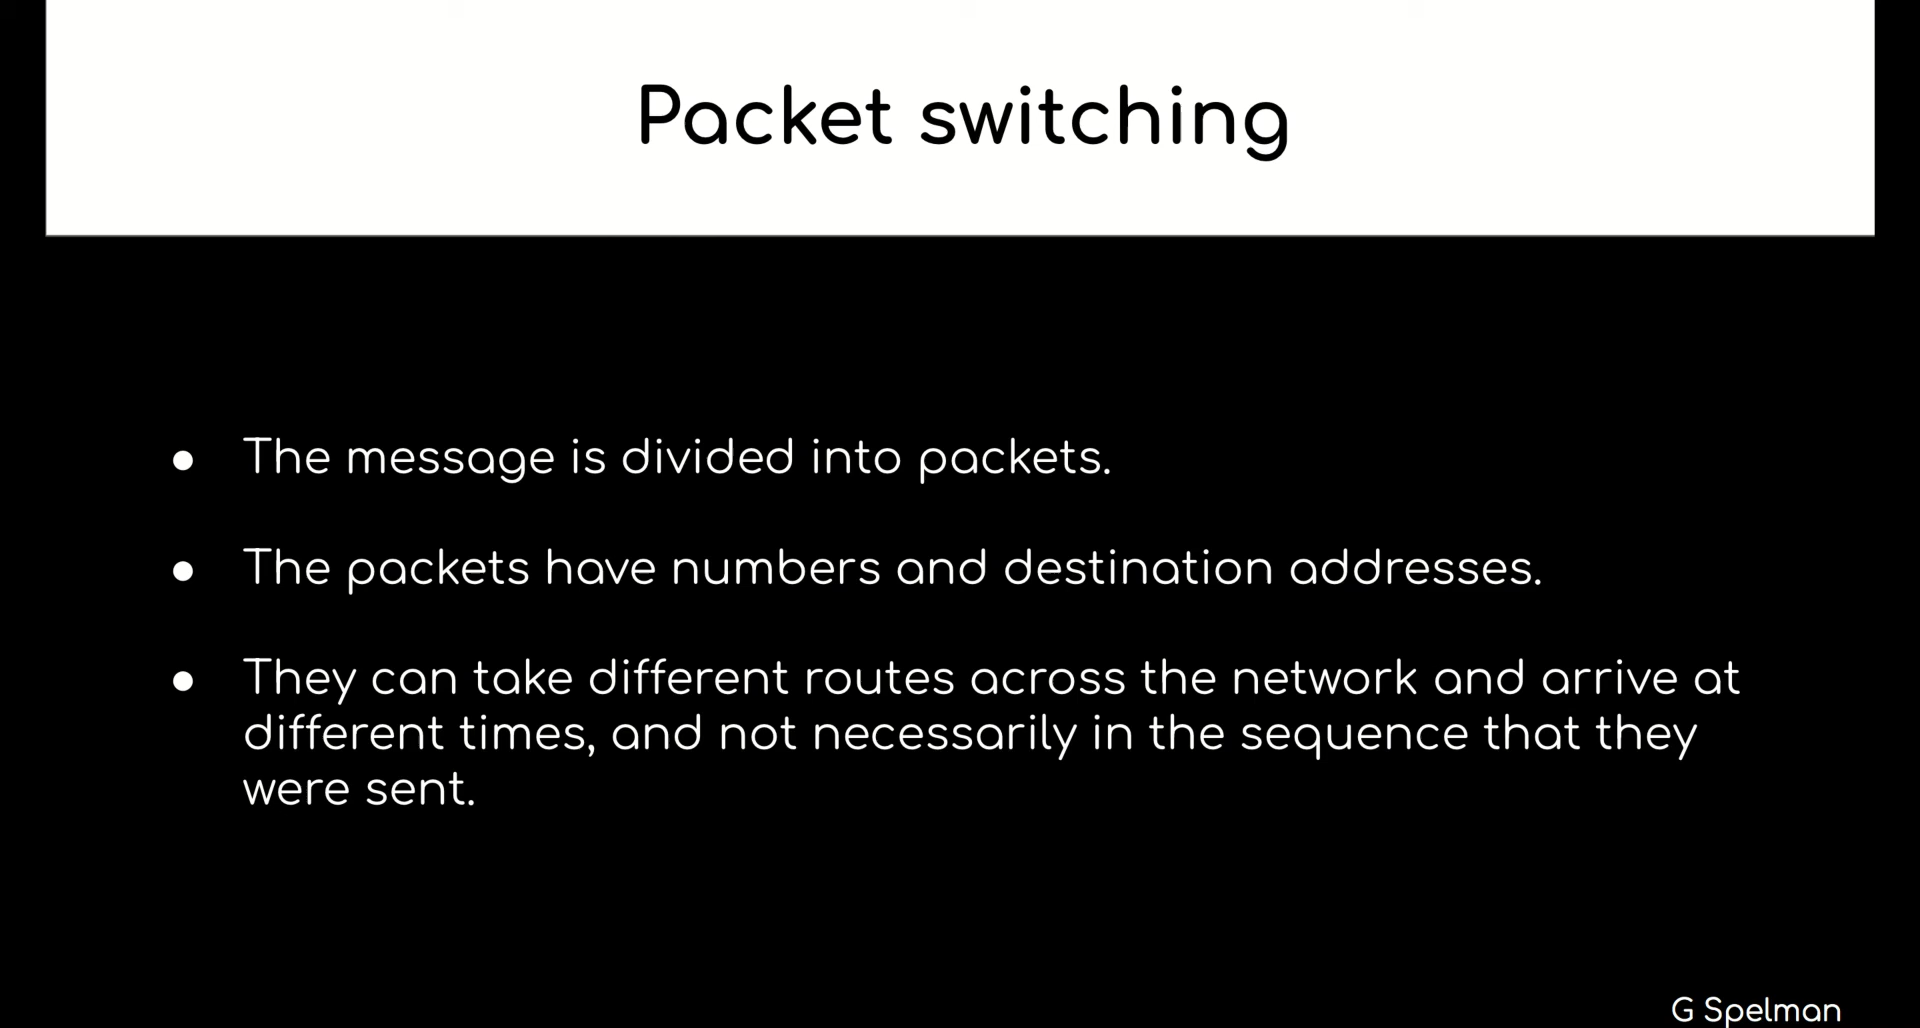 Packet switching
● The message is divided into packets.
● The packets have numbers and destination addresses.
● They can take different routes across the network and arrive at
different times, and not necessarily in the sequence that they
were sent.
G Spelman